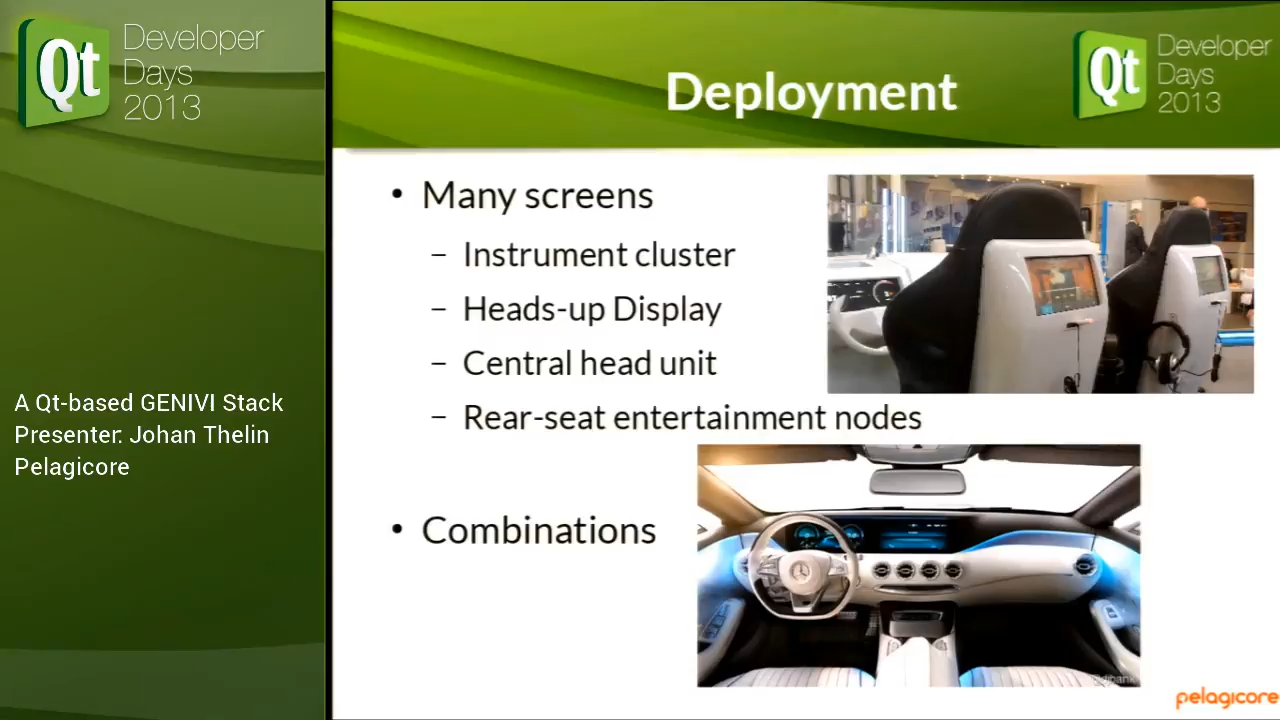 Qt
Developer
Days
2013
A Qt-based GENIVI Stack
Presenter: Johan Thelin
Pelagicore
Deployment
Qt
Developer
Days
2013
• Many screens
– Instrument cluster
– Heads-up Display
– Central head unit
– Rear-seat entertainment nodes
• Combinations
pelagicore